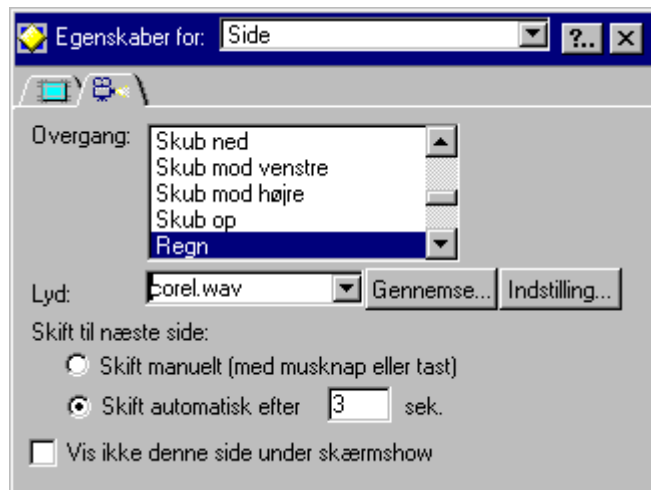 Egenskaber for: Side ?..
Overgang: Skub ned
Skub mod venstre
Skub mod højre
Skub op
Regn
Lyd: corel.wav Gennemse... Indstilling...
Skift til næste side:
Skift manuelt (med musknap eller tast)
Skift automatisk efter 3 sek.
Vis ikke denne side under skærmshow